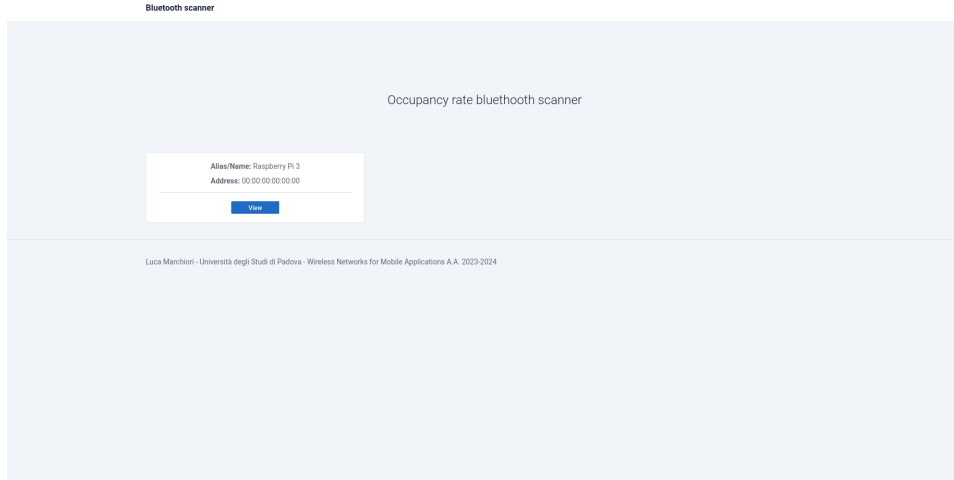 Bluetooth scanner
Occupancy rate bluethooth scanner
Alias/Name: Raspberry Pi 3
Address: 00:00:00:00:00:00
View
Luca Marchiori - Università degli Studi di Padova - Wireless Networks for Mobile Applications A.A. 2023-2024